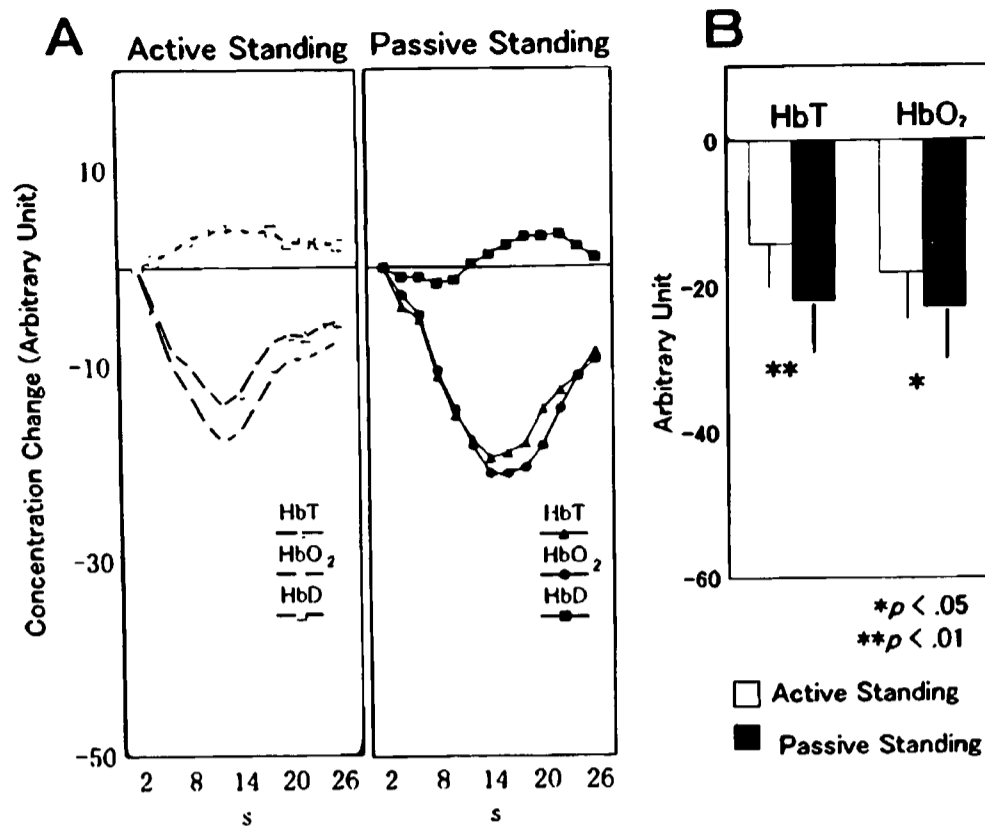 A
Active Standing
Passive Standing
Concentration Change (Arbitrary Unit)
10
-10
-30
-50
HbT
HbO₂
HbD
HbT
HbO₂
HbD
2 8 14 20 26
s
2 8 14 20 26
s
B
HbT HbO₂
Arbitrary Unit
0
-20
-40
-60
**
*
*p < .05
**p < .01
Active Standing
Passive Standing